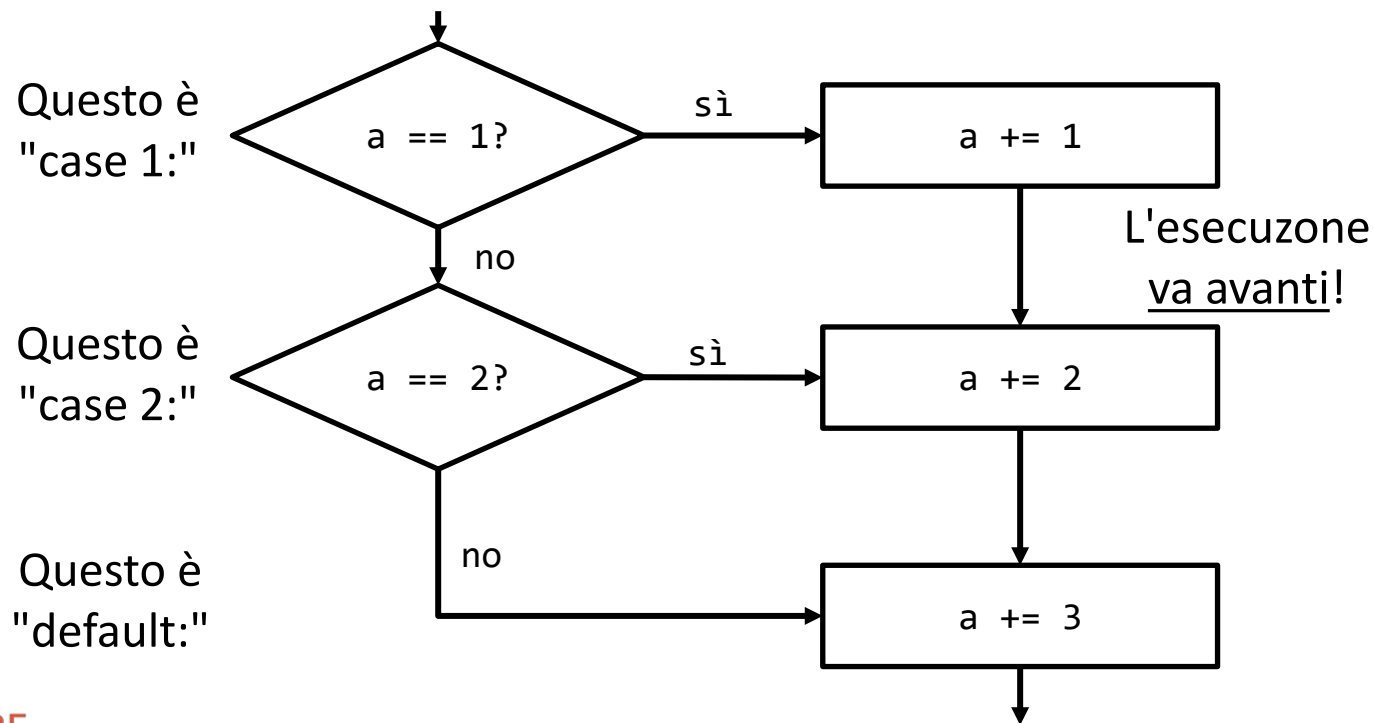 Questo è
"case 1:"
a == 1?
sì
a += 1
no
L'esecuzone
va avanti!
Questo è
"case 2:"
a == 2?
sì
a += 2
no
Questo è
"default:"
a += 3